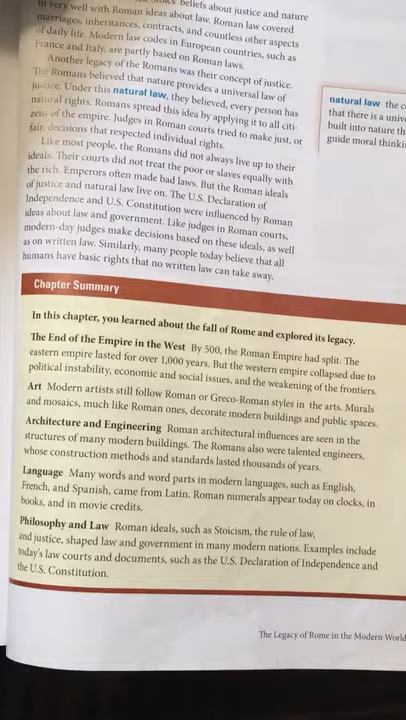 beliefs about justice and nature
fit very well with Roman ideas about law. Roman law covered
marriages, inheritances, contracts, and countless other aspects
of daily life. Modern law codes in European countries, such as
France and Italy, are partly based on Roman laws.
Another legacy of the Romans was their concept of justice.
The Romans believed that nature provides a universal law of
justice. Under this natural law, they believed, every person has
natural rights. Romans spread this idea by applying it to all citi-
zens of the empire. Judges in Roman courts tried to make just, or
fair, decisions that respected individual rights.
Like most people, the Romans did not always live up to their
ideals. Their courts did not treat the poor or slaves equally with
the rich. Emperors often made bad laws. But the Roman ideals
of justice and natural law live on. The U.S. Declaration of
Independence and U.S. Constitution were influenced by Roman
ideas about law and government. Like judges in Roman courts,
modern-day judges make decisions based on these ideals, as well
as on written law. Similarly, many people today believe that all
humans have basic rights that no written law can take away.
natural law the
that there is a
built into nature
guide moral
Chapter Summary
In this chapter, you learned about the fall of Rome and explored its legacy.
The End of the Empire in the West By 500, the Roman Empire had split. The
eastern empire lasted for over 1,000 years. But the western empire collapsed due to
political instability, economic and social issues, and the weakening of the frontiers.
Art Modern artists still follow Roman or Greco-Roman styles in the arts. Murals
and mosaics, much like Roman ones, decorate modern buildings and public spaces.
Architecture and Engineering Roman architectural influences are seen in the
structures of many modern buildings. The Romans also were talented engineers,
whose construction methods and standards lasted thousands of years.
Language Many words and word parts in modern languages, such as English,
French, and Spanish, came from Latin. Roman numerals appear today on clocks, in
books, and in movie credits.
Philosophy and Law Roman ideals, such as Stoicism, the rule of law,
and justice, shaped law and government in many modern nations. Examples include
today's law courts and documents, such as the U.S. Declaration of Independence and
the U.S. Constitution.
The Legacy of Rome in the Modern World